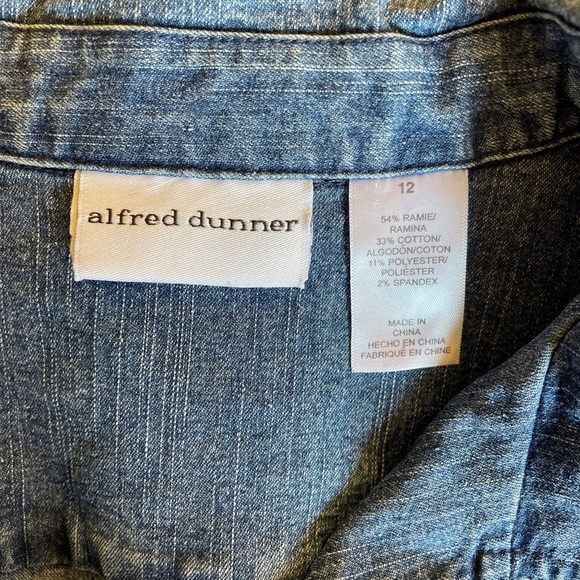 alfred dunner
12
54% RAMIE/
RAMINA
33% COTTON/
ALGODÓN/COTON
11% POLYESTER/
POLIÉSTER
2% SPANDEX
MADE IN
CHINA
HECHO EN CHINA
FABRIQUÉ EN CHINE